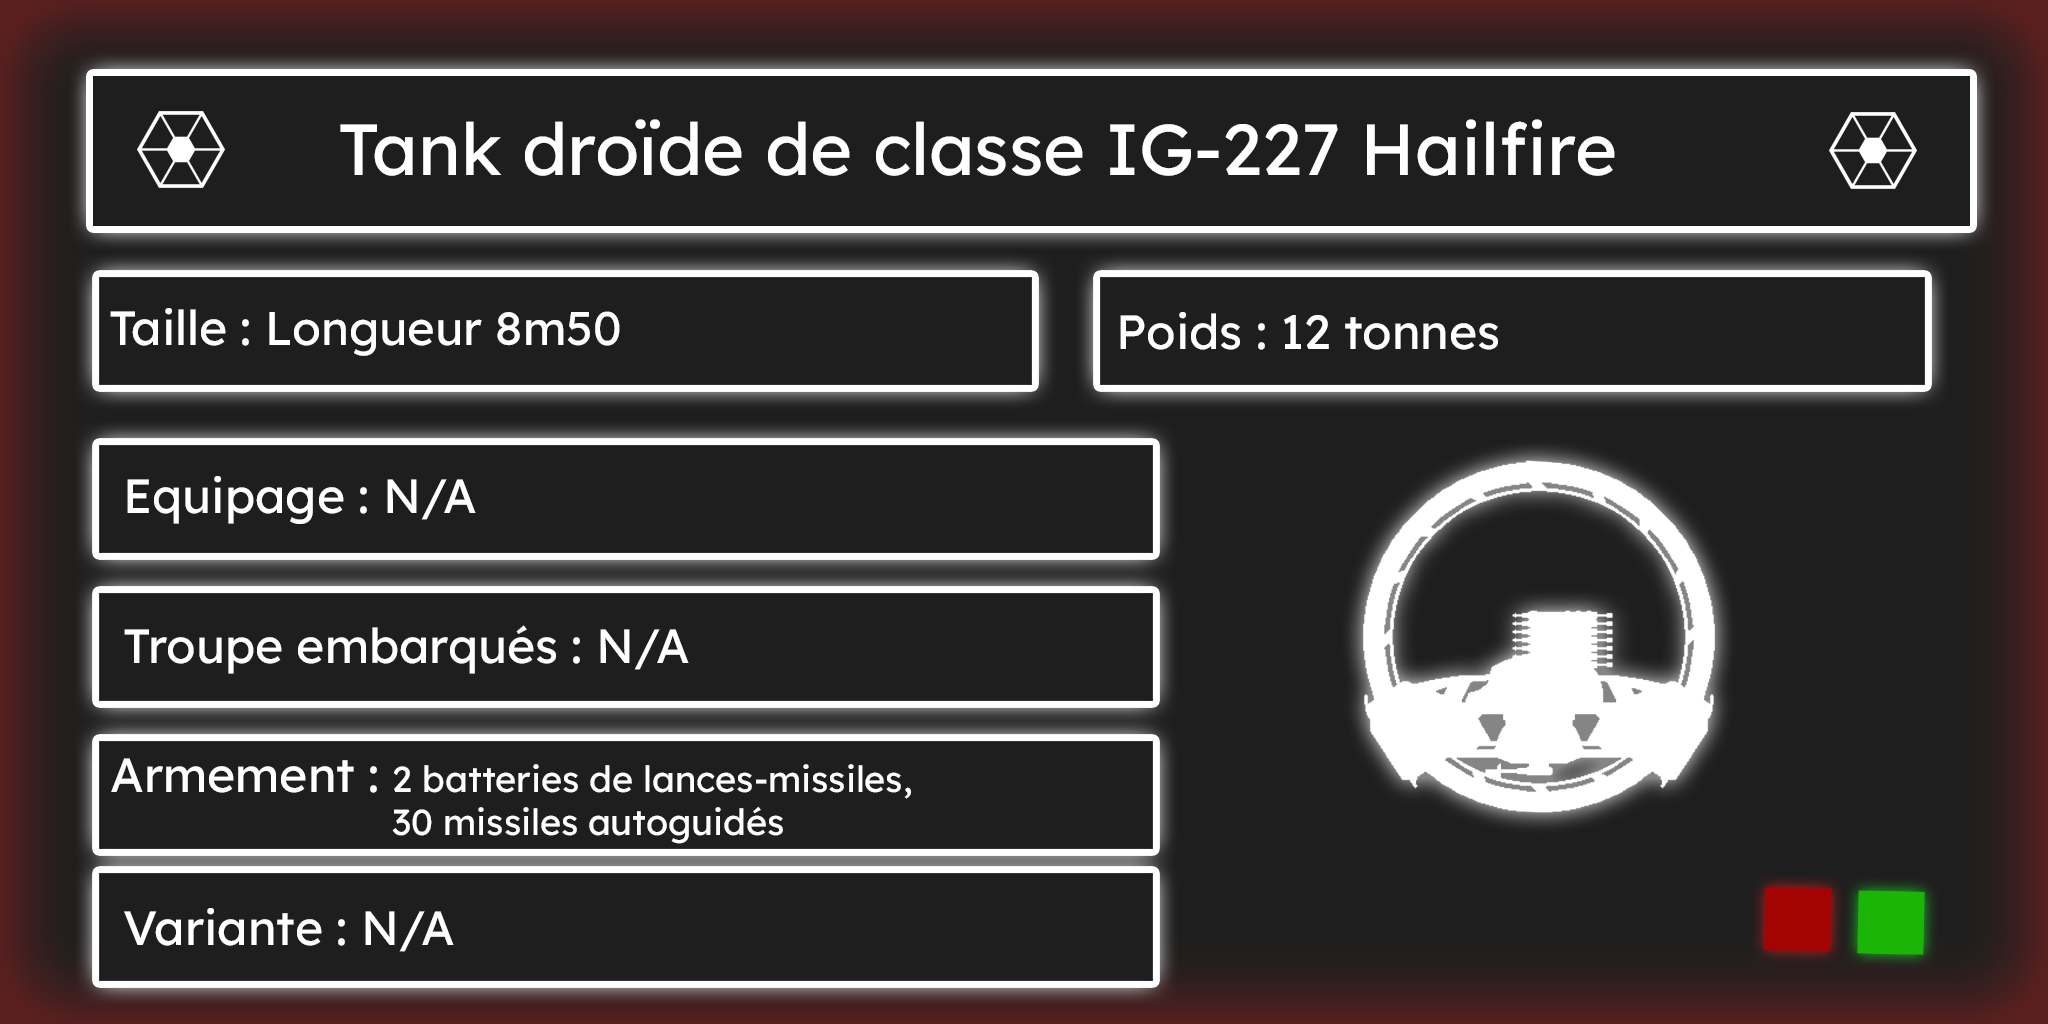 Tank droïde de classe IG-227 Hailfire
Taille : Longueur 8m50
Poids : 12 tonnes
Equipage : N/A
Troupe embarqués : N/A
Armement : 2 batteries de lances-missiles,
30 missiles autoguidés
Variante : N/A